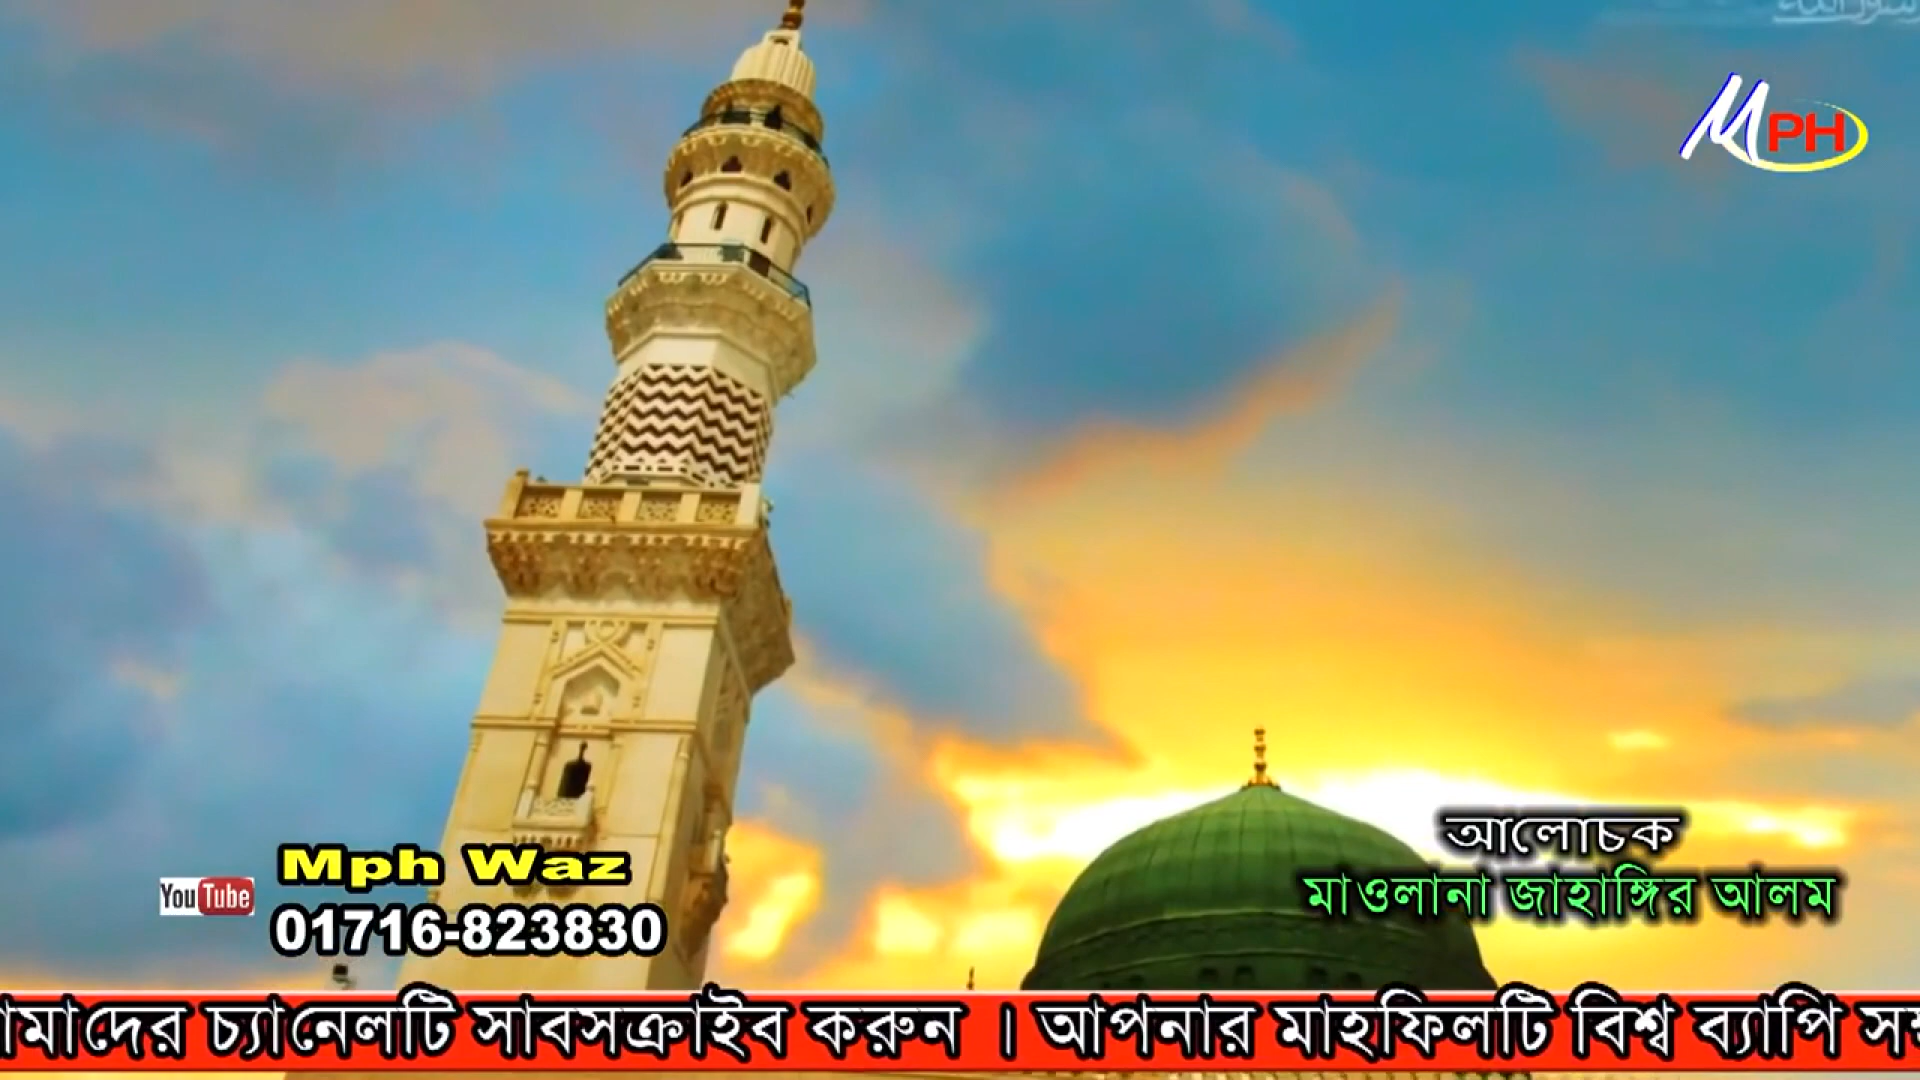 MPH
আলোচক
মাওলানা জাহাঙ্গির আলম
Mph Waz
YouTube
01716-823830
চ্যানেলটি সাবসক্রাইব করুন । আপনার মাহফিলটি বিশ্ব ব্যাপি